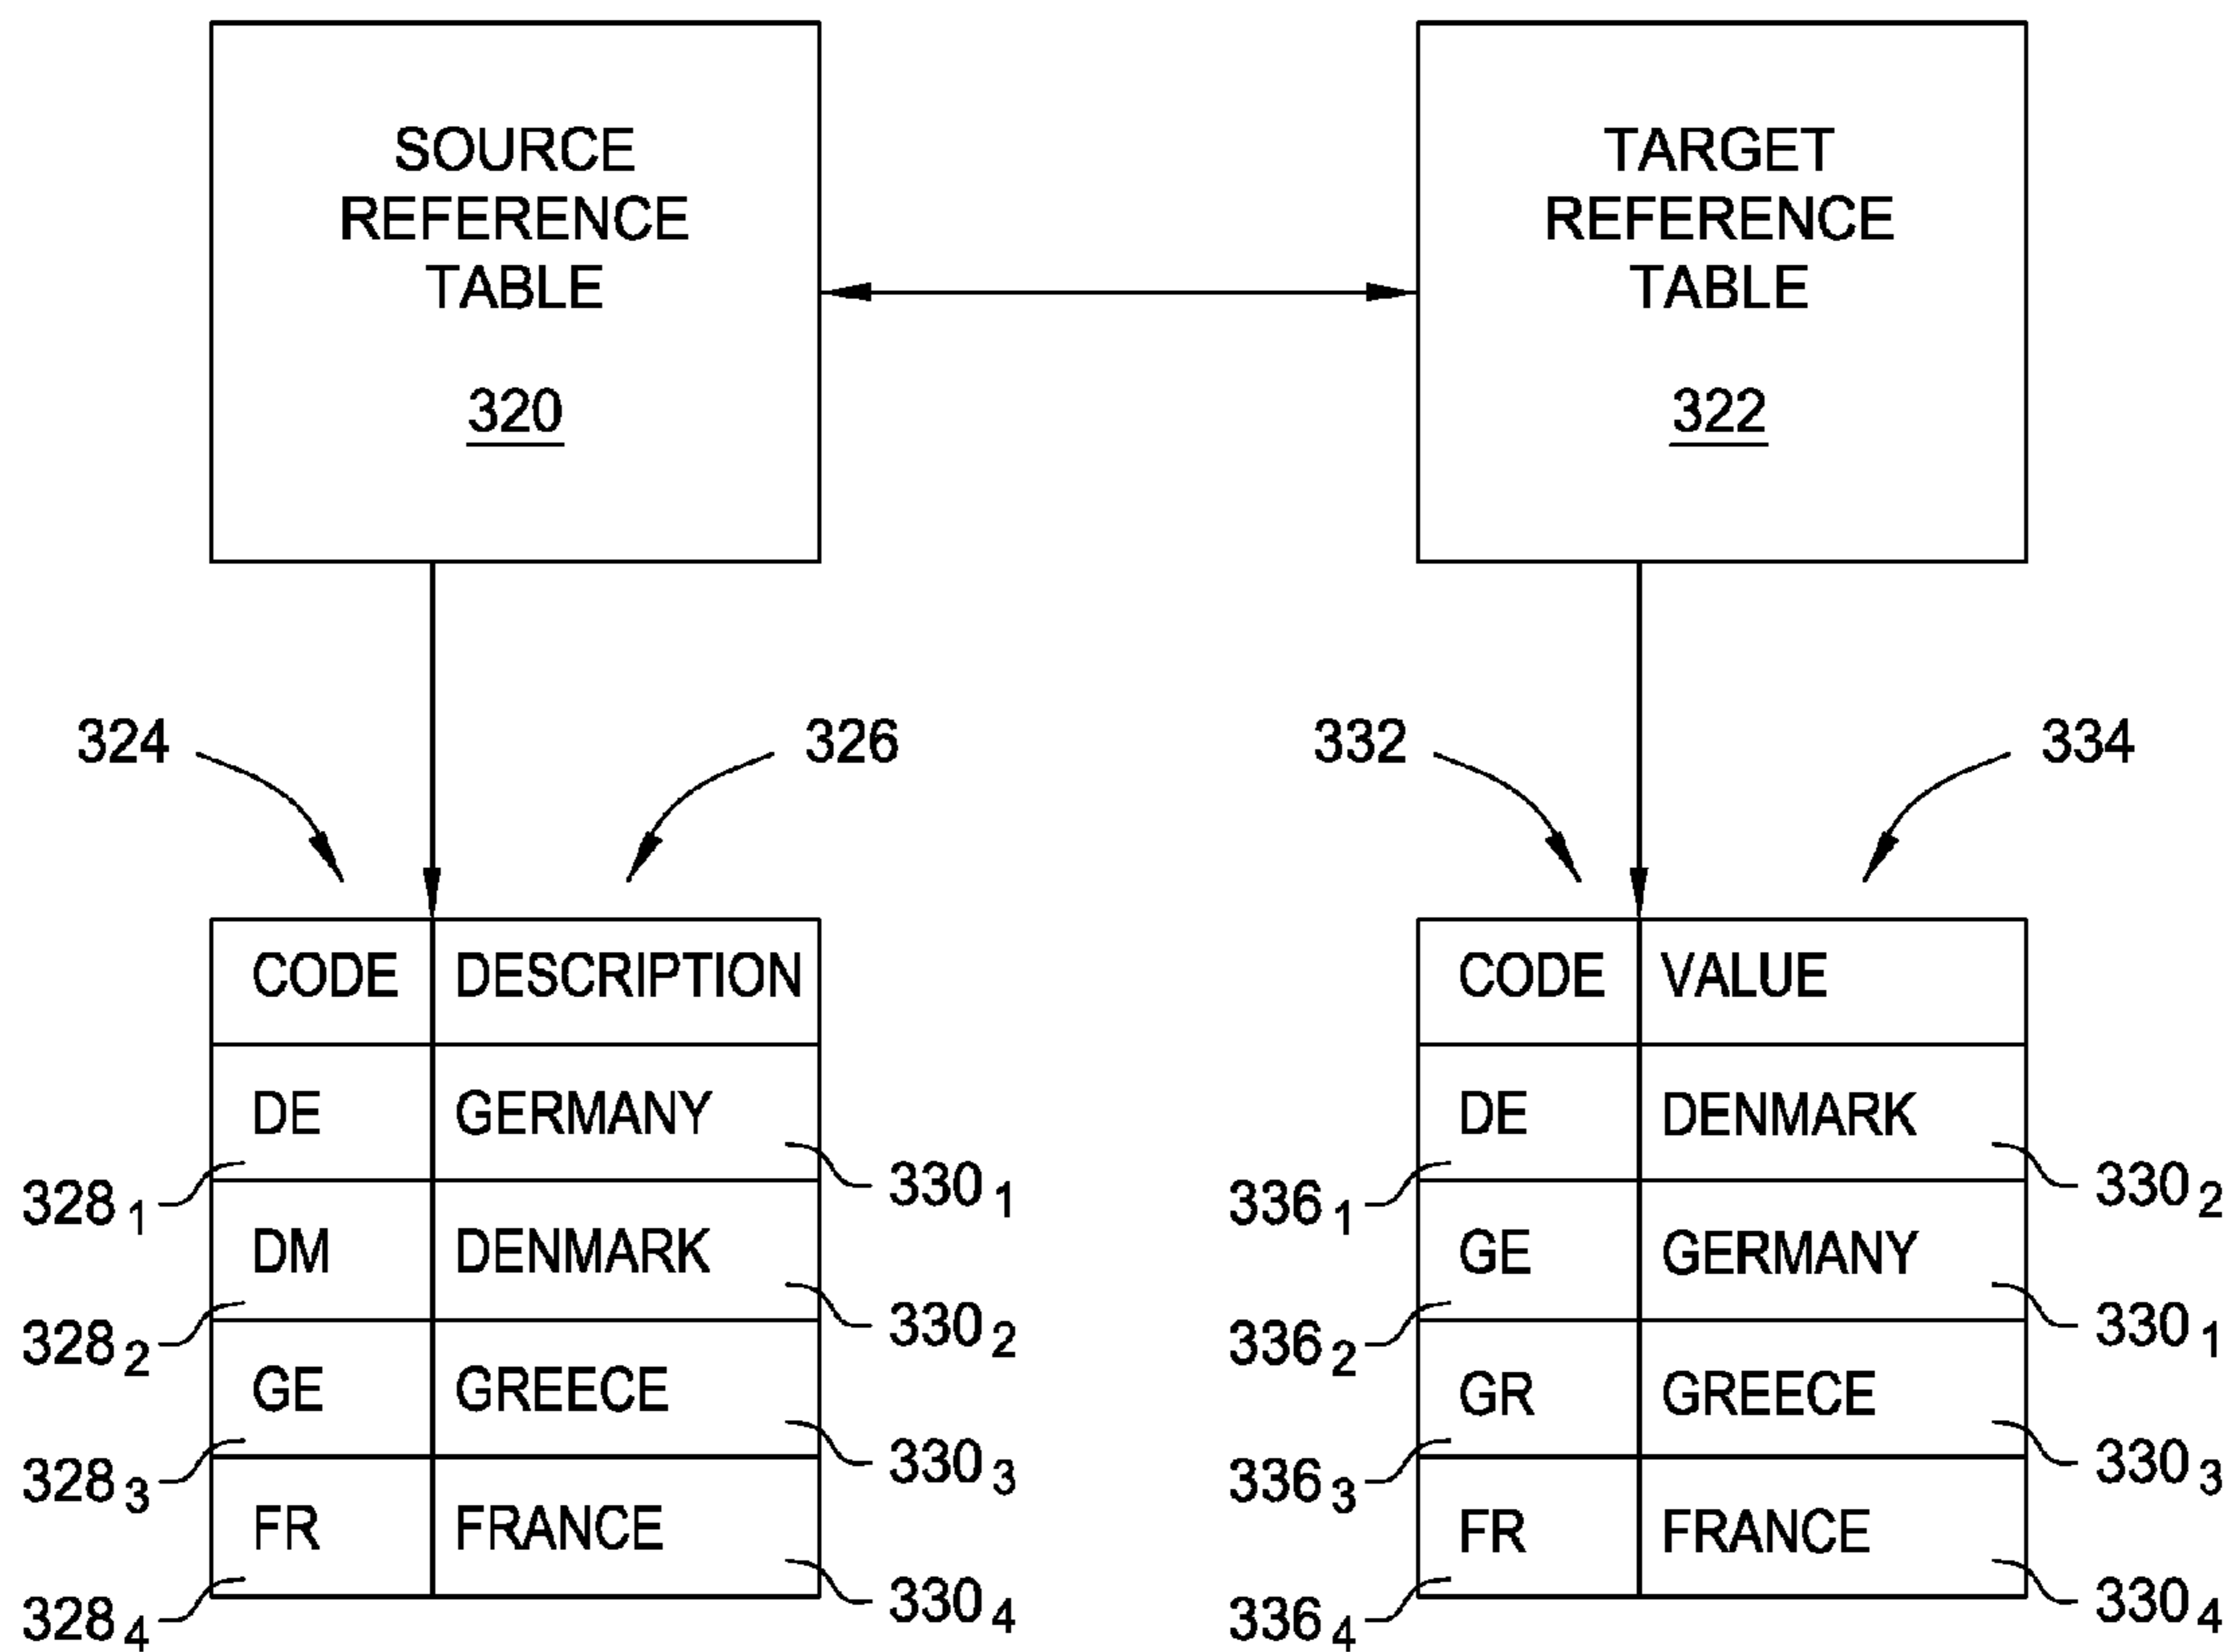 SOURCE
REFERENCE
TABLE
320
TARGET
REFERENCE
TABLE
322
324
326
332
334
CODE DESCRIPTION
DE GERMANY
DM DENMARK
GE GREECE
FR FRANCE
328 1
328 2
328 3
328 4
330 1
330 2
330 3
330 4
CODE VALUE
DE DENMARK
GE GERMANY
GR GREECE
FR FRANCE
336 1
336 2
336 3
336 4
330 2
330 1
330 3
330 4